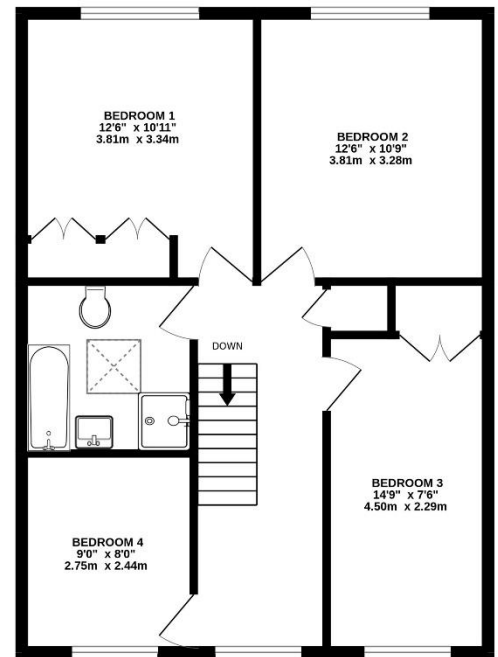 BEDROOM 1
12'6" x 10'11"
3.81m x 3.34m
BEDROOM 2
12'6" x 10'9"
3.81m x 3.28m
DOWN
BEDROOM 3
14'9" x 7'6"
4.50m x 2.29m
BEDROOM 4
9'0" x 8'0"
2.75m x 2.44m